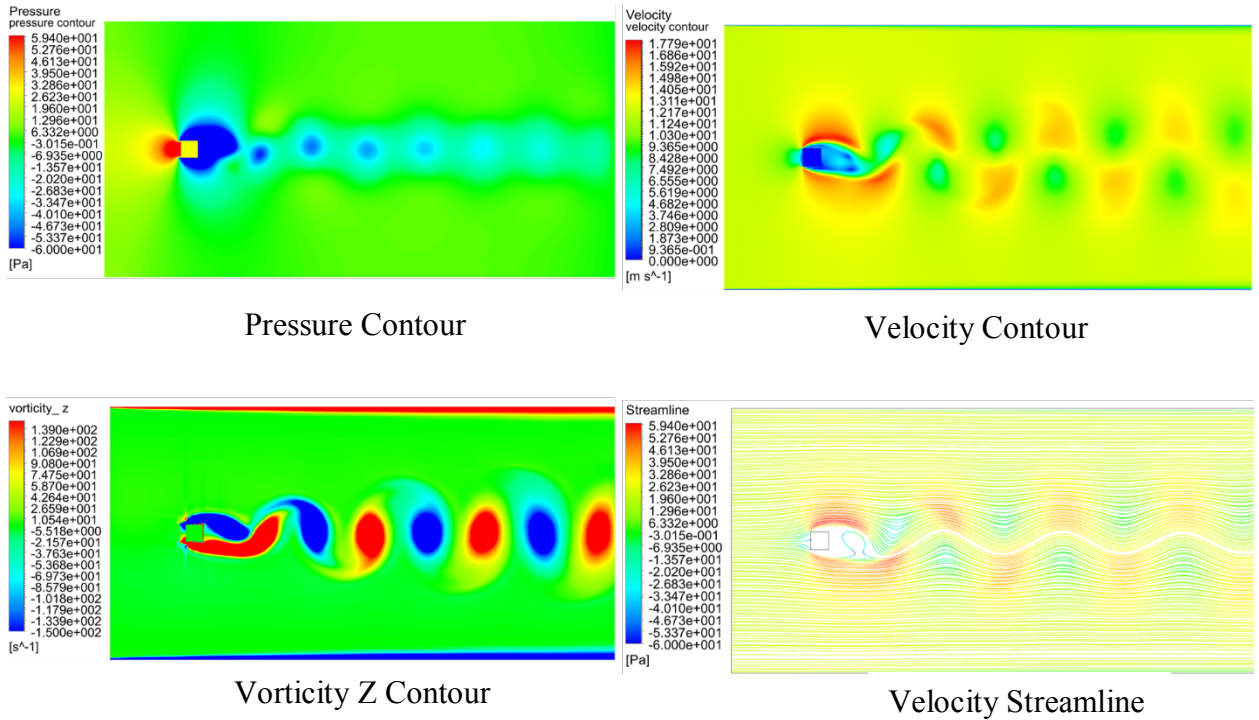 Pressure
pressure contour
5.940e+001
5.276e+001
4.613e+001
3.950e+001
3.286e+001
2.623e+001
1.960e+001
1.296e+001
6.332e+000
-3.015e-001
-6.935e+000
-1.357e+001
-2.020e+001
-2.683e+001
-3.347e+001
-4.010e+001
-4.673e+001
-5.337e+001
-6.000e+001
[Pa]
Pressure Contour
Velocity
velocity contour
1.779e+001
1.686e+001
1.592e+001
1.498e+001
1.405e+001
1.311e+001
1.217e+001
1.124e+001
1.030e+001
9.365e+000
8.428e+000
7.492e+000
6.555e+000
5.619e+000
4.682e+000
3.746e+000
2.809e+000
1.873e+000
9.365e-001
0.000e+000
[m s^-1]
Velocity Contour
vorticity_ z
1.390e+002
1.229e+002
1.069e+002
9.080e+001
7.475e+001
5.870e+001
4.264e+001
2.659e+001
1.054e+001
-5.518e+000
-2.157e+001
-3.763e+001
-5.368e+001
-6.973e+001
-8.579e+001
-1.018e+002
-1.179e+002
-1.339e+002
-1.500e+002
[s^-1]
Vorticity Z Contour
Streamline
5.940e+001
5.276e+001
4.613e+001
3.950e+001
3.286e+001
2.623e+001
1.960e+001
1.296e+001
6.332e+000
-3.015e-001
-6.935e+000
-1.357e+001
-2.020e+001
-2.683e+001
-3.347e+001
-4.010e+001
-4.673e+001
-5.337e+001
-6.000e+001
[Pa]
Velocity Streamline